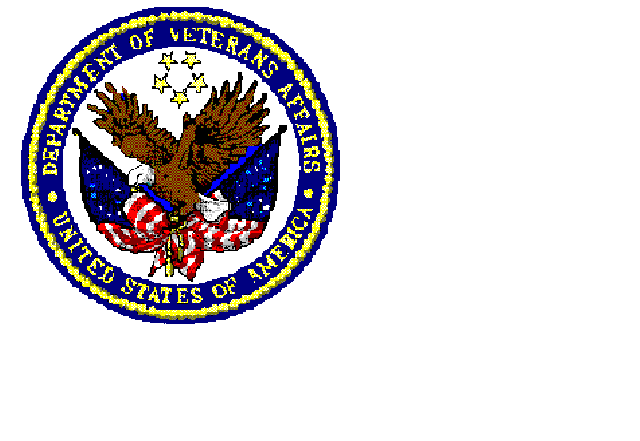 DEPARTMENT OF VETERANS AFFAIRS
UNITED STATES OF AMERICA